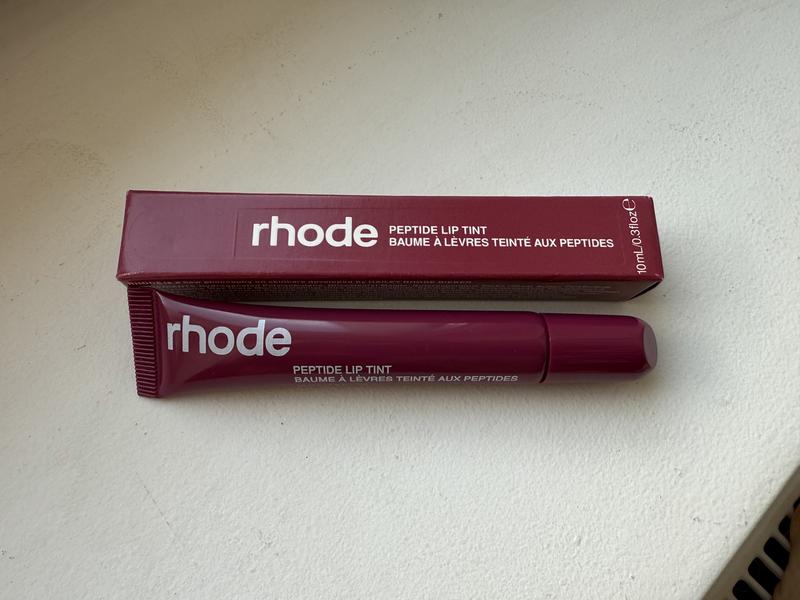 rhode
PEPTIDE LIP TINT
BAUME À LÈVRES TEINTÉ AUX PEPTIDES
10mL/0.3floz℮
rhode
PEPTIDE LIP TINT
BAUME À LÈVRES TEINTÉ AUX PEPTIDES